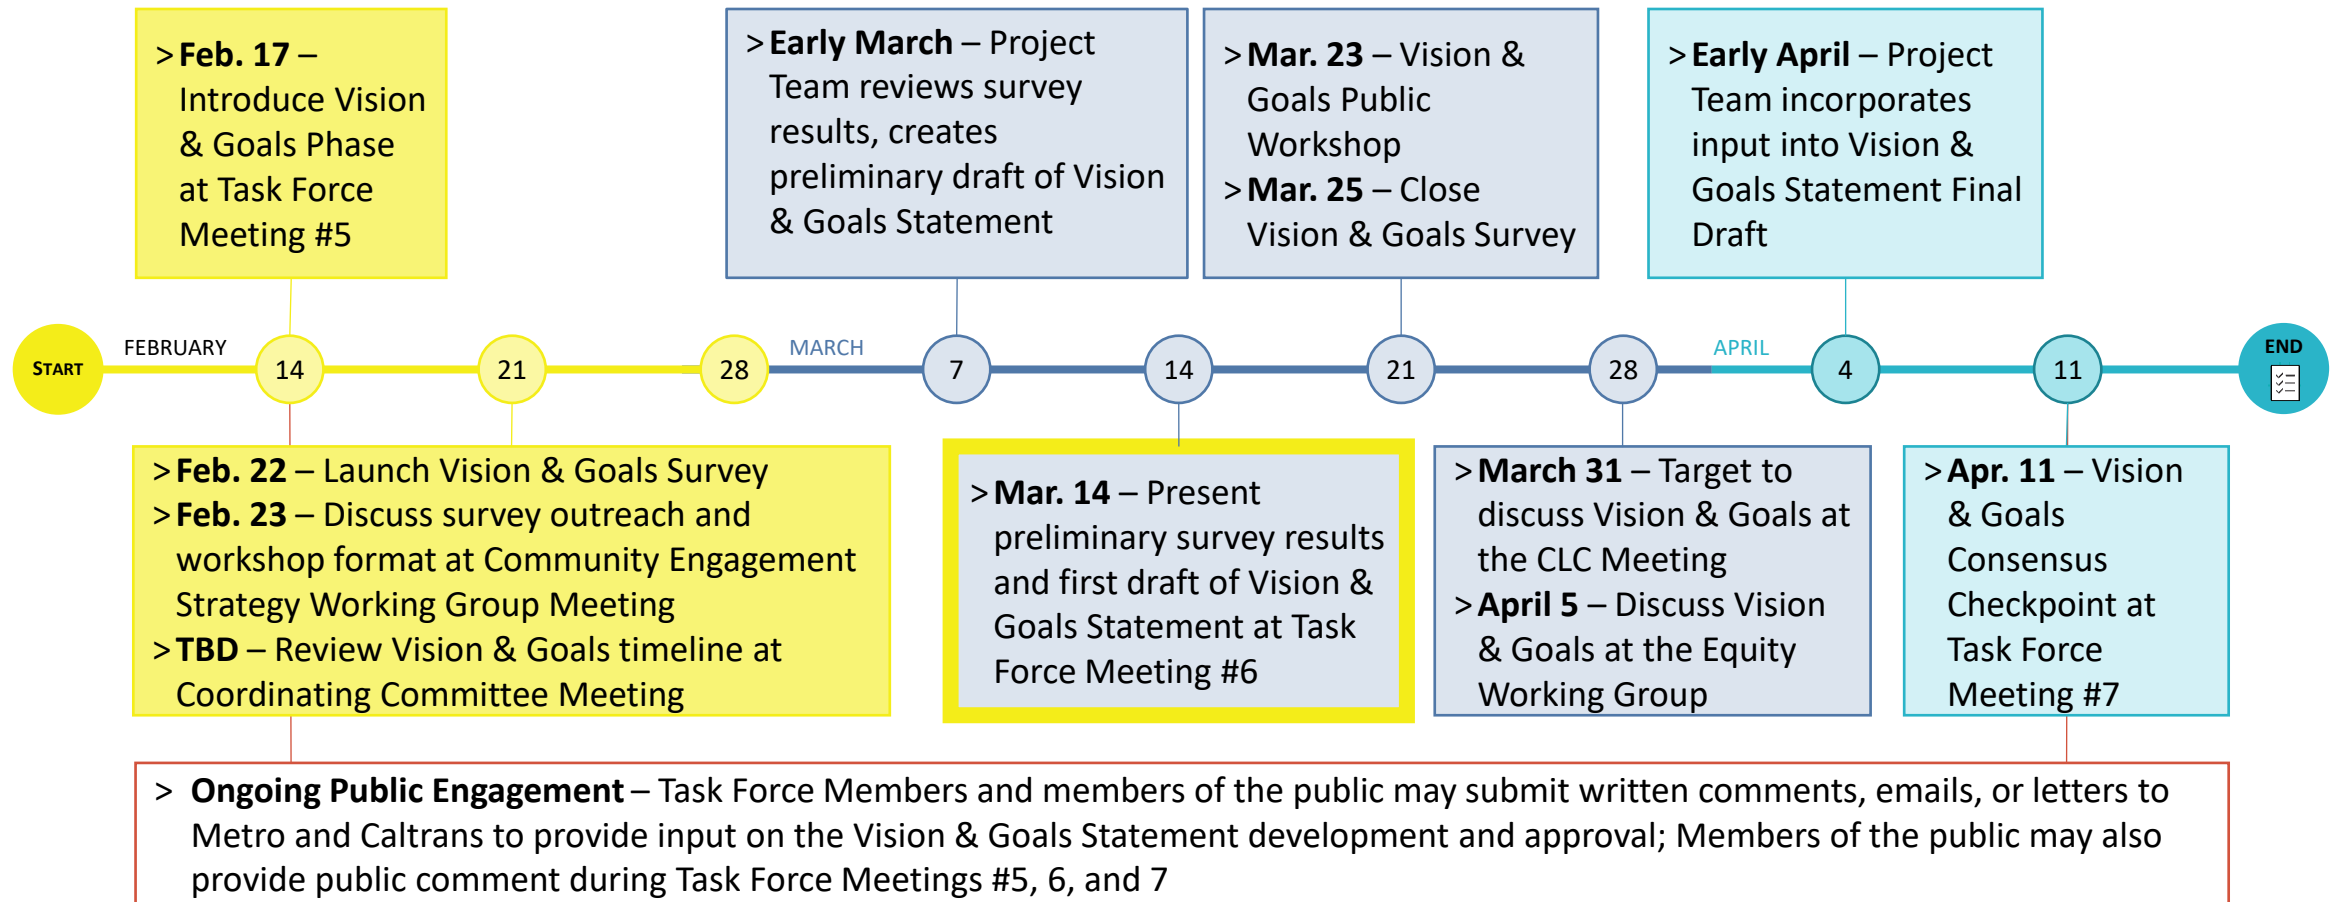 > Feb. 17 –
Introduce Vision
& Goals Phase
at Task Force
Meeting #5
> Early March – Project
Team reviews survey
results, creates
preliminary draft of Vision
& Goals Statement
> Mar. 23 – Vision &
Goals Public
Workshop
> Mar. 25 – Close
Vision & Goals Survey
> Early April – Project
Team incorporates
input into Vision &
Goals Statement Final
Draft
START
FEBRUARY
14
21
28
MARCH
7
14
21
28
APRIL
4
11
END
> Feb. 22 – Launch Vision & Goals Survey
> Feb. 23 – Discuss survey outreach and
workshop format at Community Engagement
Strategy Working Group Meeting
> TBD – Review Vision & Goals timeline at
Coordinating Committee Meeting
> Mar. 14 – Present
preliminary survey results
and first draft of Vision &
Goals Statement at Task
Force Meeting #6
> March 31 – Target to
discuss Vision & Goals at
the CLC Meeting
> April 5 – Discuss Vision
& Goals at the Equity
Working Group
> Apr. 11 – Vision
& Goals
Consensus
Checkpoint at
Task Force
Meeting #7
> Ongoing Public Engagement – Task Force Members and members of the public may submit written comments, emails, or letters to
Metro and Caltrans to provide input on the Vision & Goals Statement development and approval; Members of the public may also
provide public comment during Task Force Meetings #5, 6, and 7